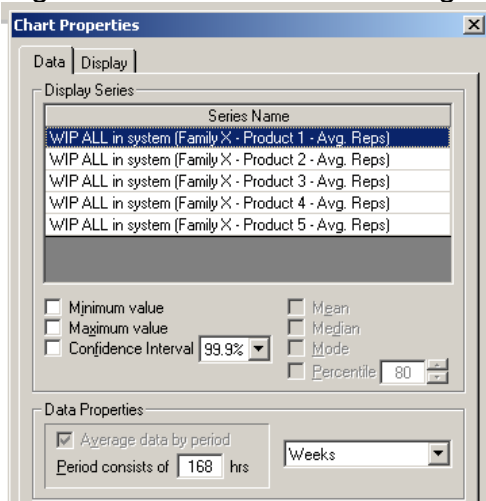 Chart Properties
Data Display
Display Series
Series Name
WIP ALL in system (Family X - Product 1 - Avg. Reps)
WIP ALL in system (Family X - Product 2 - Avg. Reps)
WIP ALL in system (Family X - Product 3 - Avg. Reps)
WIP ALL in system (Family X - Product 4 - Avg. Reps)
WIP ALL in system (Family X - Product 5 - Avg. Reps)
Minimum value Mean
Maximum value Median
Confidence Interval 99.9% Mode
Percentile 80
Data Properties
Average data by period
Period consists of 168 hrs Weeks